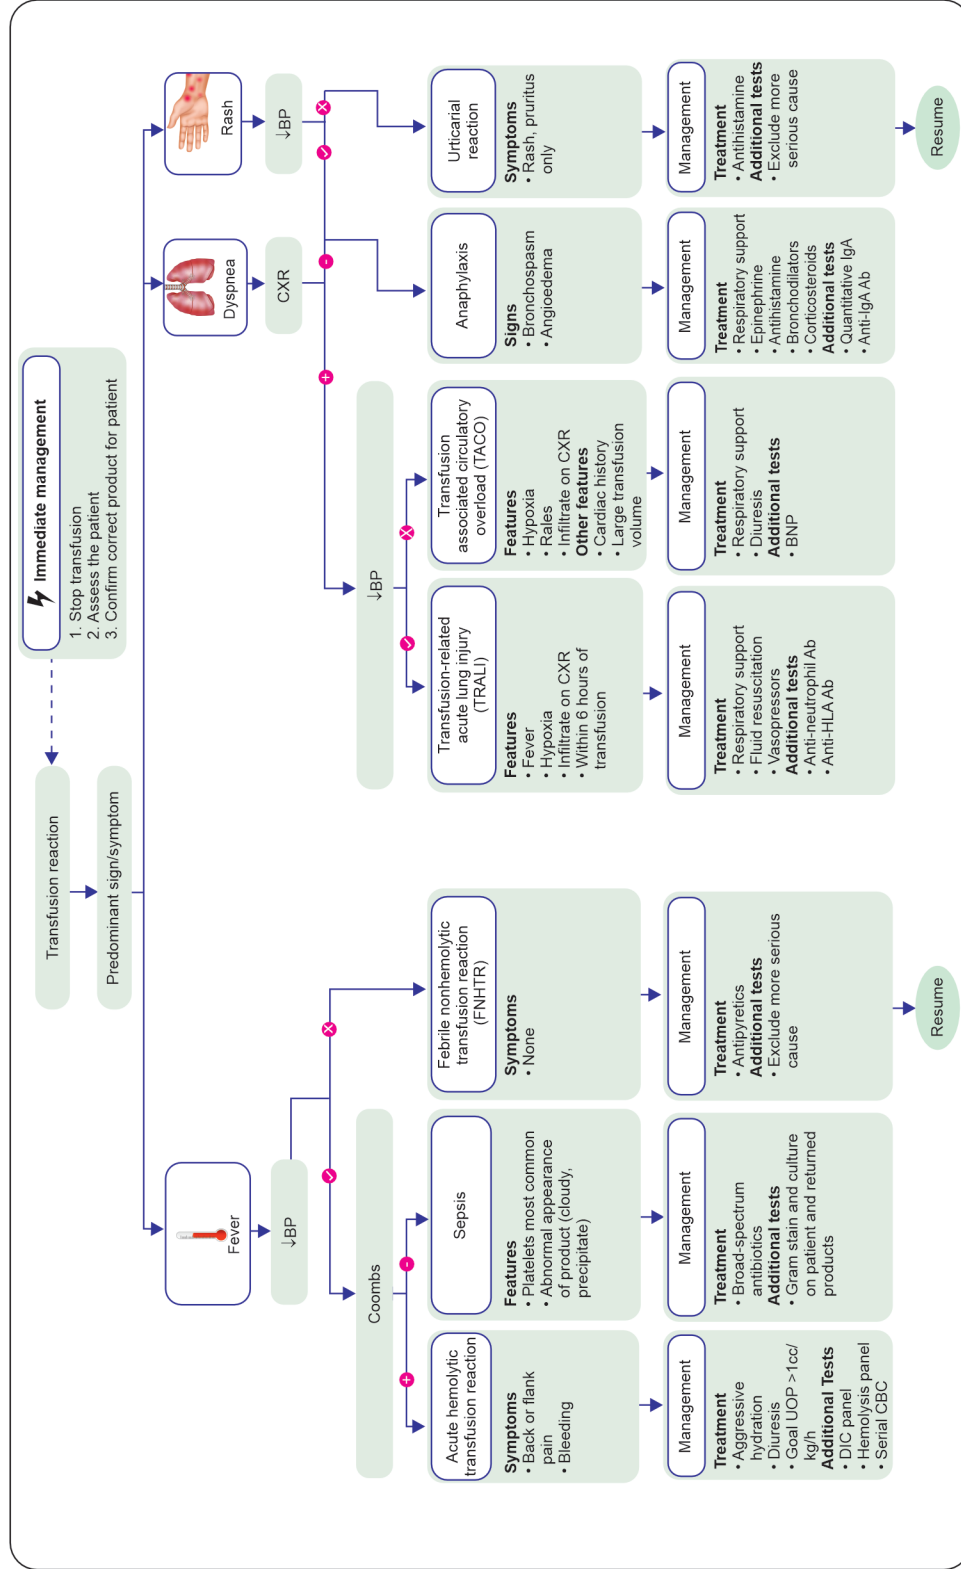 Immediate management
1. Stop transfusion
2. Assess the patient
3. Confirm correct product for patient
Transfusion reaction
Predominant sign/symptom
Fever
Dyspnea
Rash
↓BP
CXR
↓BP
Coombs
↓BP
Acute hemolytic
transfusion reaction
Symptoms
• Back or flank
pain
• Bleeding
Management
Treatment
• Aggressive
hydration
• Diuresis
• Goal UOP >1cc/
kg/h
Additional Tests
• DIC panel
• Hemolysis panel
• Serial CBC
Sepsis
Features
• Platelets most common
• Abnormal appearance
of product (cloudy,
precipitate)
Management
Treatment
• Broad-spectrum
antibiotics
Additional tests
• Gram stain and culture
on patient and returned
products
Febrile nonhemolytic
transfusion reaction
(FNHTR)
Symptoms
• None
Management
Treatment
• Antipyretics
Additional tests
• Exclude more serious
cause
Resume
Transfusion-related
acute lung injury
(TRALI)
Features
• Fever
• Hypoxia
• Infiltrate on CXR
• Within 6 hours of
transfusion
Management
Treatment
• Respiratory support
• Fluid resuscitation
• Vasopressors
Additional tests
• Anti-neutrophil Ab
• Anti-HLA Ab
Transfusion
associated circulatory
overload (TACO)
Features
• Hypoxia
• Rales
• Infiltrate on CXR
Other features
• Cardiac history
• Large transfusion
volume
Management
Treatment
• Respiratory support
• Diuresis
Additional tests
• BNP
Anaphylaxis
Signs
• Bronchospasm
• Angioedema
Management
Treatment
• Respiratory support
• Epinephrine
• Antihistamine
• Bronchodilators
• Corticosteroids
Additional tests
• Quantitative IgA
• Anti-IgA Ab
Urticarial
reaction
Symptoms
• Rash, pruritus
only
Management
Treatment
• Antihistamine
Additional tests
• Exclude more
serious cause
Resume